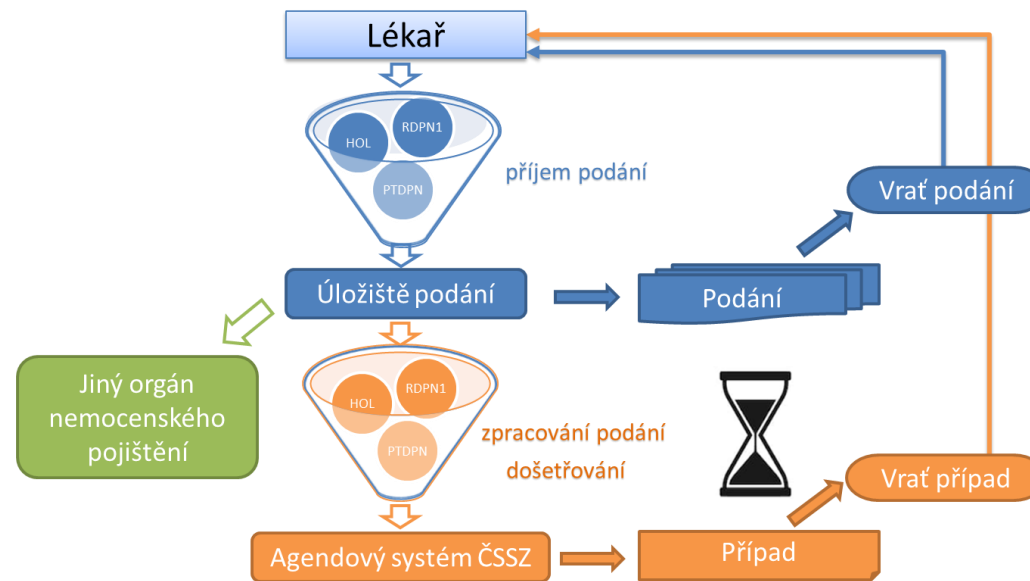 Lékař
RDPN1
HOL
příjem podání
PTDPN
Vrať podání
Úložiště podání
Podání
Jiný orgán
nemocenského
pojištění
RDPN1
HOL
zpracování podání
PTDPN
došetřování
Vrať případ
Agendový systém ČSSZ
Případ